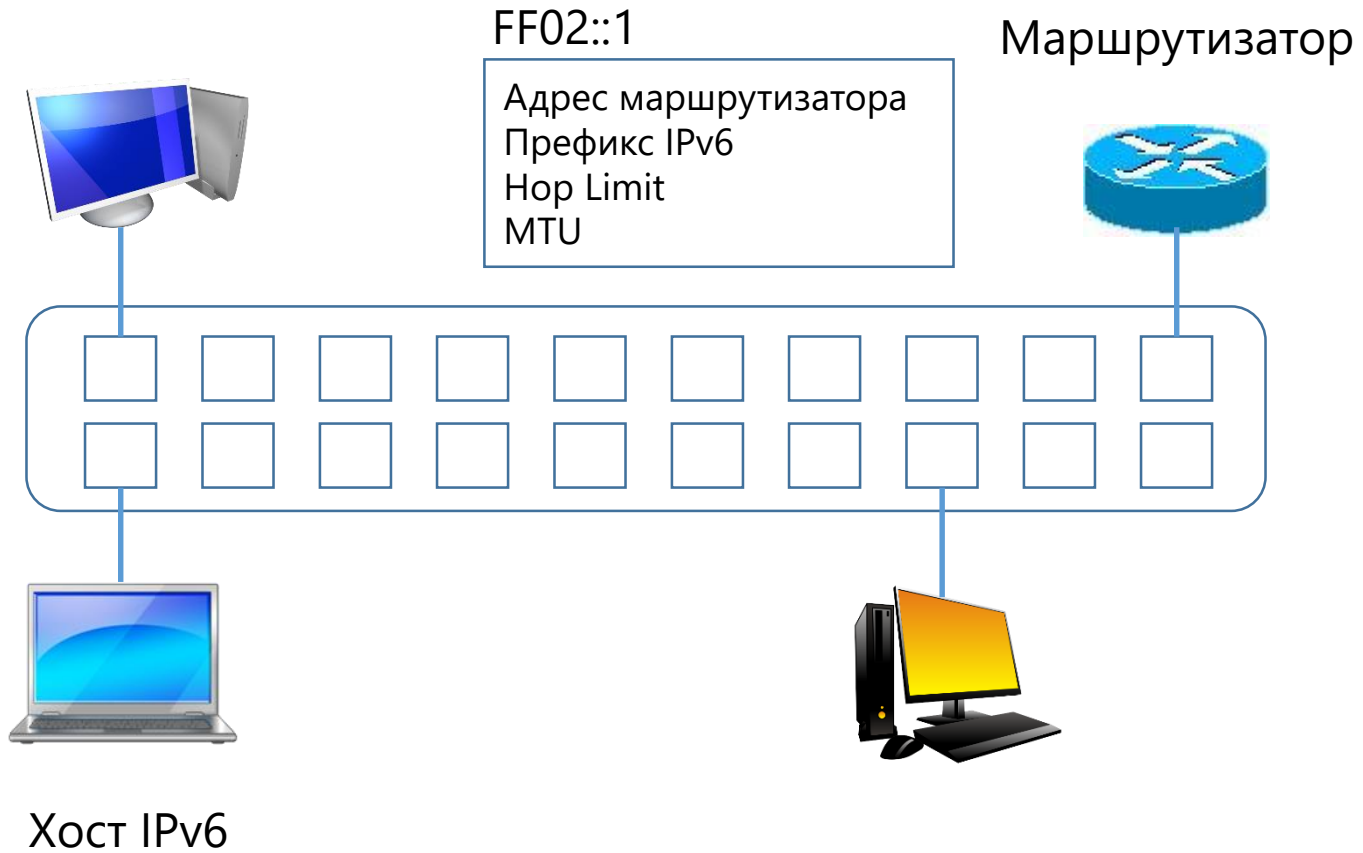 FF02::1
Маршрутизатор
Адрес маршрутизатора
Префикс IPv6
Hop Limit
MTU
Хост IPv6